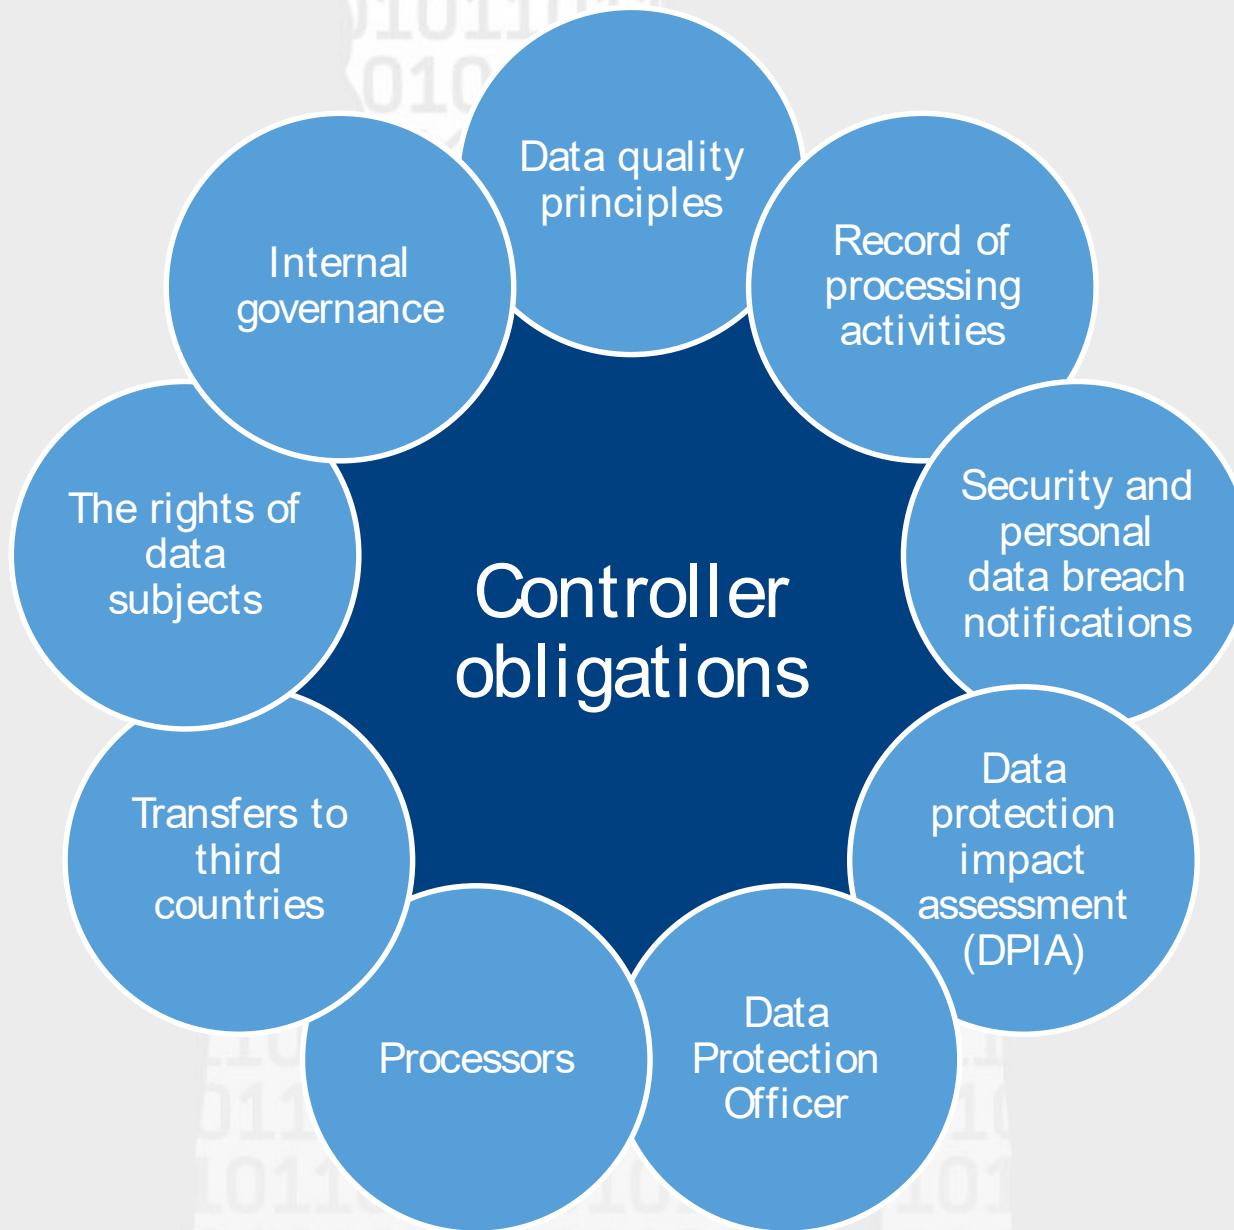 Data quality
principles
Record of
processing
activities
Security and
personal
data breach
notifications
Data
protection
impact
assessment
(DPIA)
Data
Protection
Officer
Processors
Transfers to
third
countries
The rights of
data
subjects
Internal
governance
Controller
obligations